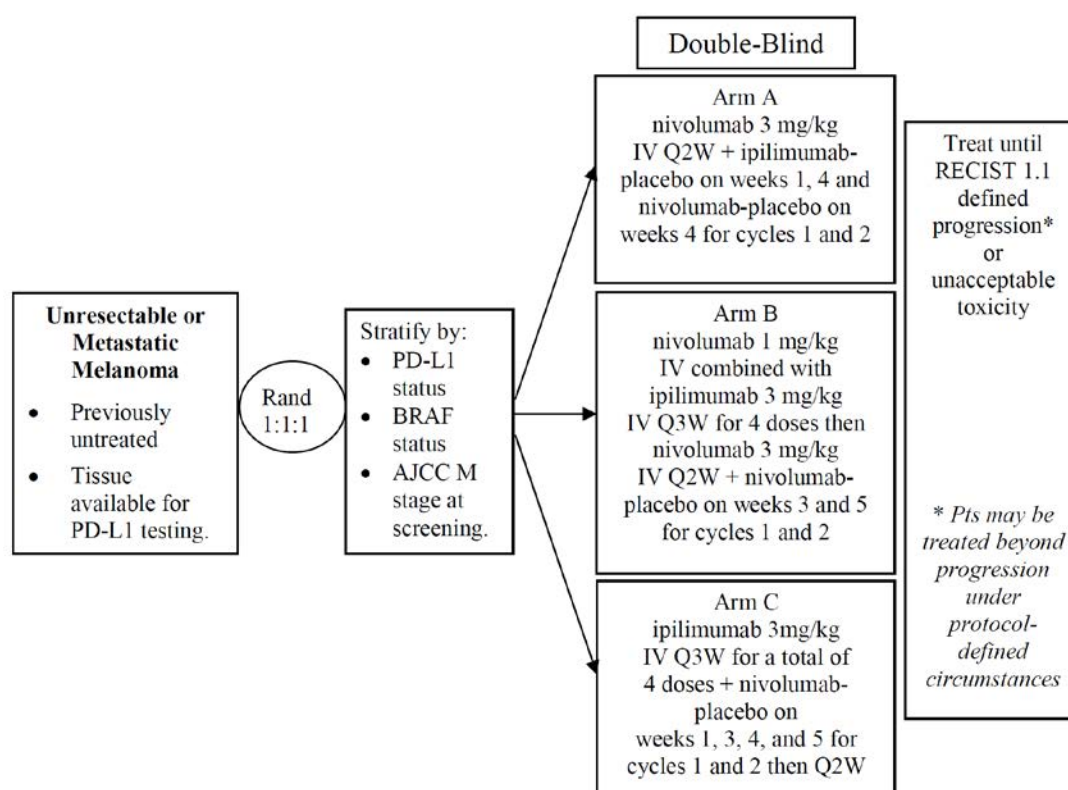 Unresectable or
Metastatic
Melanoma
• Previously
untreated
• Tissue
available for
PD-L1 testing.
Rand
1:1:1
Stratify by:
• PD-L1
status
• BRAF
status
• AJCC M
stage at
screening.
Double-Blind
Arm A
nivolumab 3 mg/kg
IV Q2W + ipilimumab-
placebo on weeks 1, 4 and
nivolumab-placebo on
weeks 4 for cycles 1 and 2
Arm B
nivolumab 1 mg/kg
IV combined with
ipilimumab 3 mg/kg
IV Q3W for 4 doses then
nivolumab 3 mg/kg
IV Q2W + nivolumab-
placebo on weeks 3 and 5
for cycles 1 and 2
Arm C
ipilimumab 3mg/kg
IV Q3W for a total of
4 doses + nivolumab-
placebo on
weeks 1, 3, 4, and 5 for
cycles 1 and 2 then Q2W
Treat until
RECIST 1.1
defined
progression*
or
unacceptable
toxicity
* Pts may be
treated beyond
progression
under
protocol-
defined
circumstances